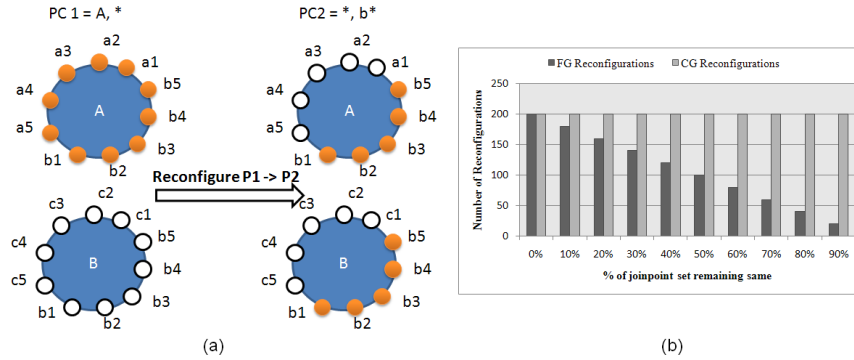 PC 1 = A, *
PC2 = *, b*
a3
a2
a1
a4
b5
A
b4
a5
b3
b1
b2
a3
a2
a1
a4
b5
A
b4
a5
b3
b1
b2
Reconfigure P1 -> P2
c3
c2
c1
c4
b5
B
b4
c5
b3
b1
b2
c3
c2
c1
c4
b5
B
b4
c5
b3
b1
b2
(a)
FG Reconfigurations
CG Reconfigurations
Number of Reconfigurations
250
200
150
100
50
0
0% 10% 20% 30% 40% 50% 60% 70% 80% 90%
% of joinpoint set remaining same
(b)